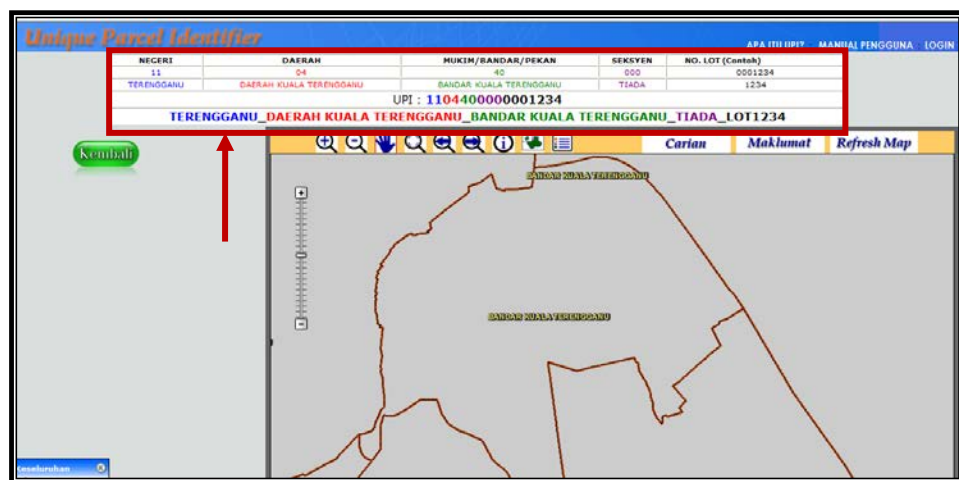 Unique Parcel Identifier
APA ITU UPI? MANUAL PENGGUNA LOGIN
NEGERI DAERAH MUKIM/BANDAR/PEKAN SEKSYEN NO. LOT (Contoh)
11 04 40 000 0001234
TERENGGANU DAERAH KUALA TERENGGANU BANDAR KUALA TERENGGANU TIADA 1234
UPI : 1104400000001234
TERENGGANU_DAERAH KUALA TERENGGANU_BANDAR KUALA TERENGGANU_TIADA_LOT1234
Kembali
Carian Maklumat Refresh Map
BANDAR KUALA TERENGGANU
BANDAR KUALA TERENGGANU
Keseluruhan